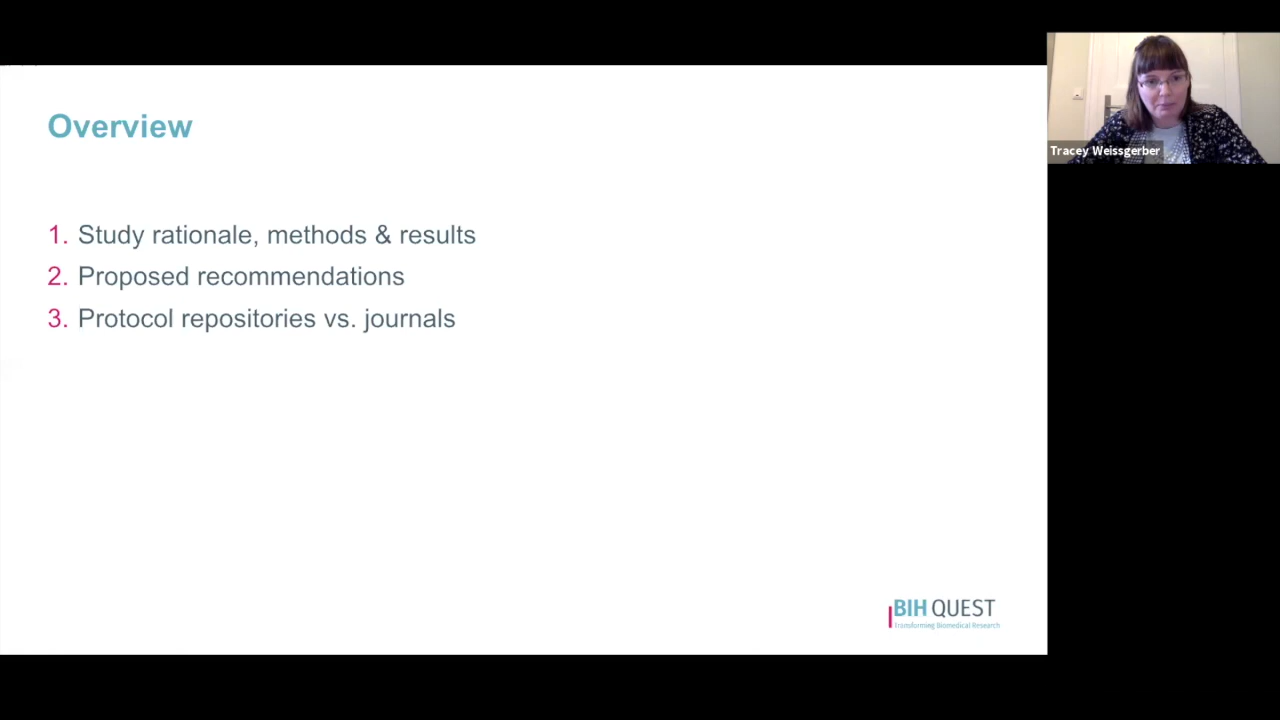 Overview
1. Study rationale, methods & results
2. Proposed recommendations
3. Protocol repositories vs. journals
BIH QUEST
Transforming Biomedical Research
Tracey Weissgerber